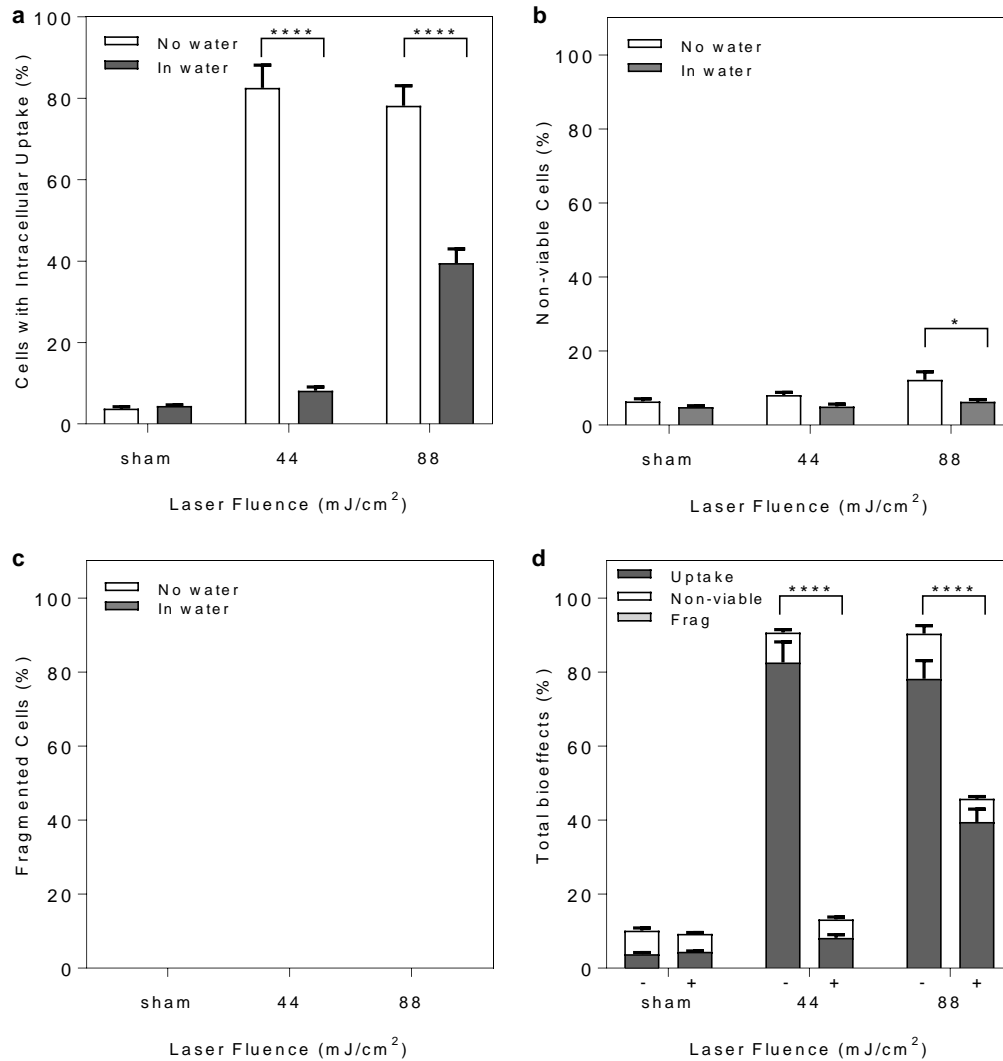 a
Cells with Intracellular Uptake (%)
100
80
60
40
20
0
No water
In water
****
****
sham
44
88
Laser Fluence (mJ/cm2)
b
Non-viable Cells (%)
100
80
60
40
20
0
No water
In water
*
sham
44
88
Laser Fluence (mJ/cm2)
c
Fragmented Cells (%)
100
80
60
40
20
0
No water
In water
sham
44
88
Laser Fluence (mJ/cm2)
d
Total bioeffects (%)
100
80
60
40
20
0
Uptake
Non-viable
Frag
****
****
- + - + - +
sham
44
88
Laser Fluence (mJ/cm2)